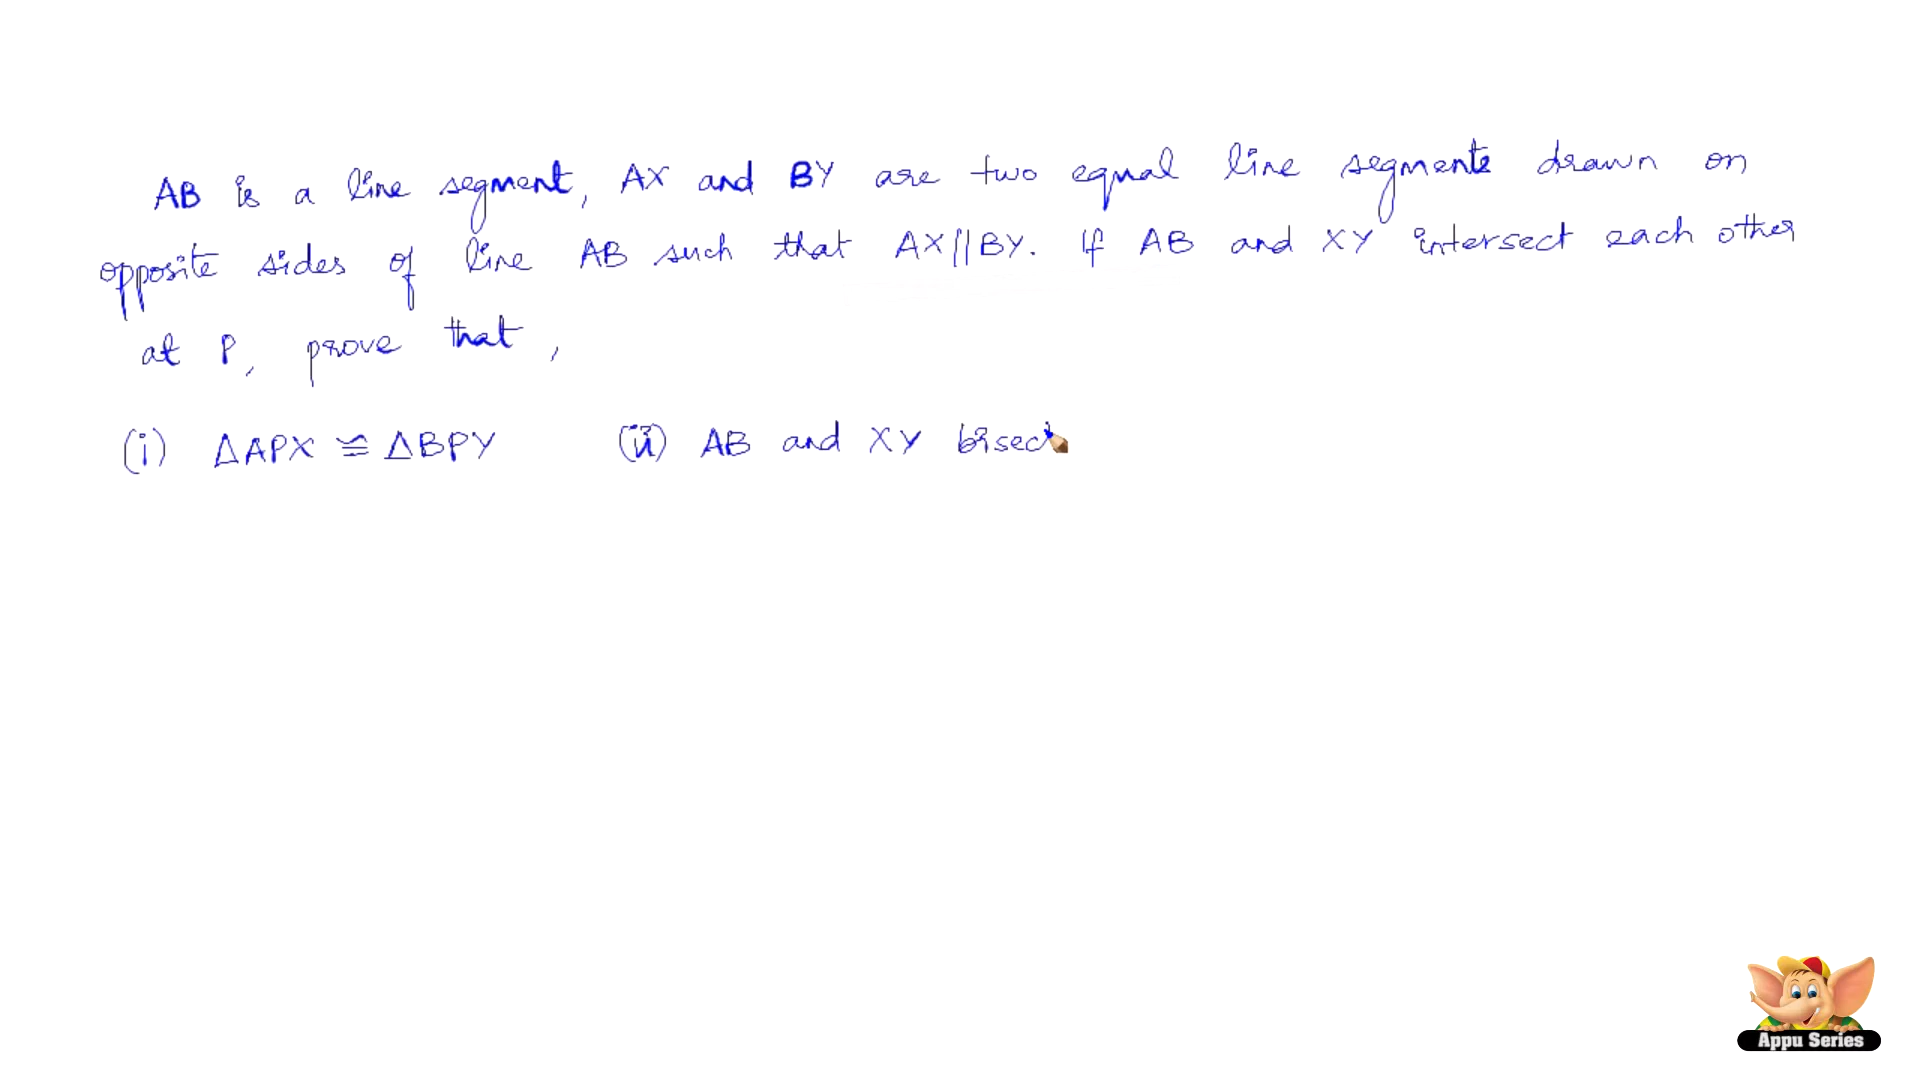 AB is a line segment, AX and BY are two equal line segments drawn on
opposite sides of line AB such that AX||BY. If AB and XY intersect each other
at P, prove that,
(i) △APX ≅ △BPY (ii) AB and XY bisect
Appu Series